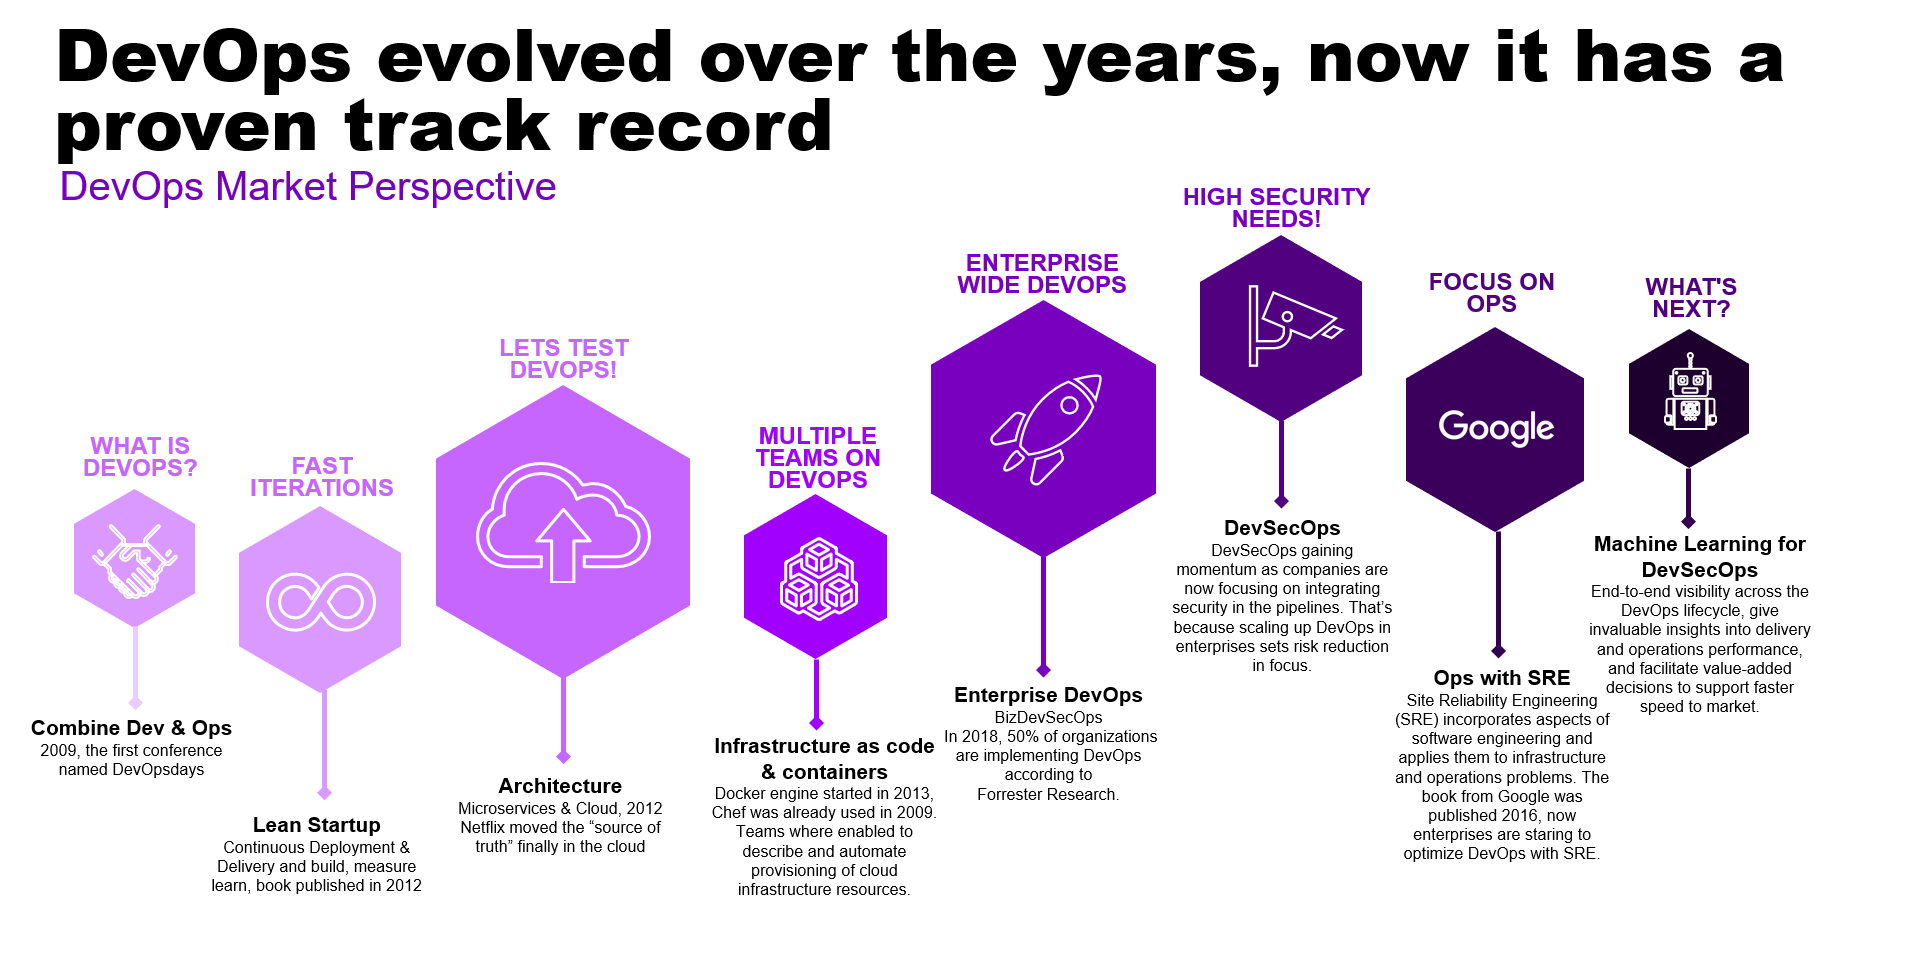 DevOps evolved over the years, now it has a
proven track record
DevOps Market Perspective
WHAT IS
DEVOPS?
Combine Dev & Ops
2009, the first conference
named DevOpsdays
FAST
ITERATIONS
Lean Startup
Continuous Deployment &
Delivery and build, measure
learn, book published in 2012
LETS TEST
DEVOPS!
Architecture
Microservices & Cloud, 2012
Netflix moved the “source of
truth” finally in the cloud
MULTIPLE
TEAMS ON
DEVOPS
Infrastructure as code
& containers
Docker engine started in 2013,
Chef was already used in 2009.
Teams where enabled to
describe and automate
provisioning of cloud
infrastructure resources.
ENTERPRISE
WIDE DEVOPS
Enterprise DevOps
BizDevSecOps
In 2018, 50% of organizations
are implementing DevOps
according to
Forrester Research.
HIGH SECURITY
NEEDS!
DevSecOps
DevSecOps gaining
momentum as companies are
now focusing on integrating
security in the pipelines. That’s
because scaling up DevOps in
enterprises sets risk reduction
in focus.
FOCUS ON
OPS
Google
Ops with SRE
Site Reliability Engineering
(SRE) incorporates aspects of
software engineering and
applies them to infrastructure
and operations problems. The
book from Google was
published 2016, now
enterprises are staring to
optimize DevOps with SRE.
WHAT'S
NEXT?
Machine Learning for
DevSecOps
End-to-end visibility across the
DevOps lifecycle, give
invaluable insights into delivery
and operations performance,
and facilitate value-added
decisions to support faster
speed to market.